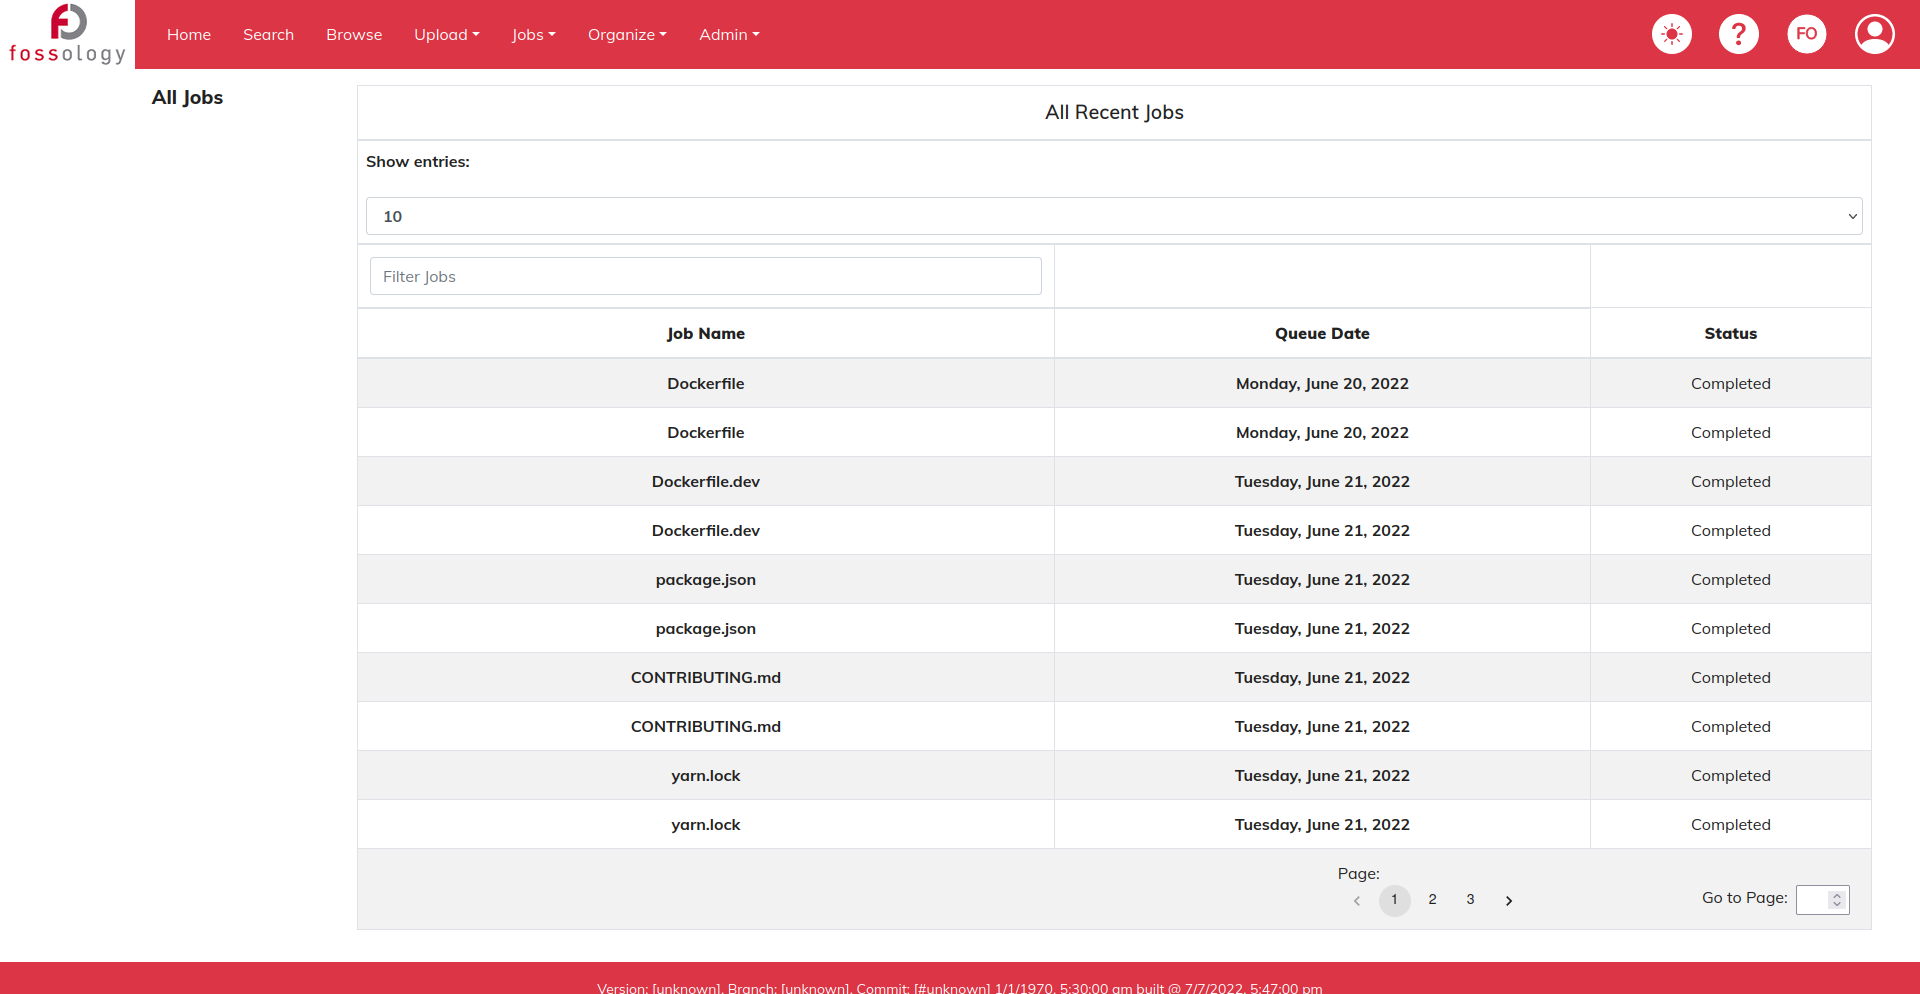 fossology
Home Search Browse Upload Jobs Organize Admin
? FO
All Jobs
All Recent Jobs
Show entries:
10
Filter Jobs
Job Name Queue Date Status
Dockerfile Monday, June 20, 2022 Completed
Dockerfile Monday, June 20, 2022 Completed
Dockerfile.dev Tuesday, June 21, 2022 Completed
Dockerfile.dev Tuesday, June 21, 2022 Completed
package.json Tuesday, June 21, 2022 Completed
package.json Tuesday, June 21, 2022 Completed
CONTRIBUTING.md Tuesday, June 21, 2022 Completed
CONTRIBUTING.md Tuesday, June 21, 2022 Completed
yarn.lock Tuesday, June 21, 2022 Completed
yarn.lock Tuesday, June 21, 2022 Completed
Page:
‹ 1 2 3 ›
Go to Page:
Version: [unknown], Branch: [unknown], Commit: [#unknown] 1/1/1970, 5:30:00 am built @ 7/7/2022, 5:47:00 pm